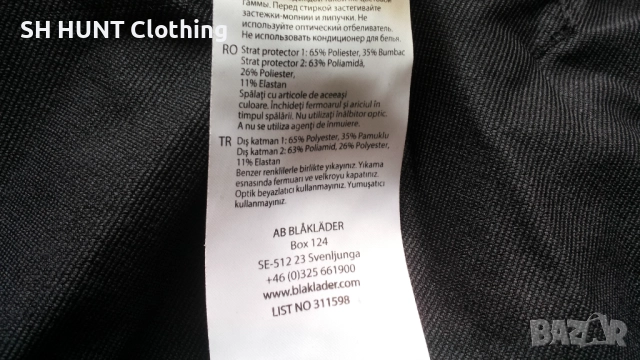 SH HUNT Clothing
гаммы. Перед стиркой застегивайте
застежки-молнии и липучки. Не
используйте оптический отбеливатель.
Не использовать кондиционер для белья.
RO Strat protector 1: 65% Poliester, 35% Bumbac
Strat protector 2: 63% Poliamidă,
26% Poliester,
11% Elastan
Spălați cu articole de aceeași
culoare. Închideți fermoarul și ariciul în
timpul spălării. Nu utilizați înălbitor optic.
A nu se utiliza agenți de inmuiere.
TR Dış katman 1: 65% Polyester, 35% Pamuklu
Dış katman 2: 63% Poliamid, 26% Polyester,
11% Elastan
Benzer renklilerle birlikte yıkayınız. Yıkama
esnasında fermuarı ve velkroyu kapatınız.
Optik beyazlatıcı kullanmayınız. Yumuşatıcı
kullanmayınız.
AB BLÅKLÄDER
Box 124
SE-512 23 Svenljunga
+46 (0)325 661900
www.blaklader.com
LIST NO 311598
BAZAR